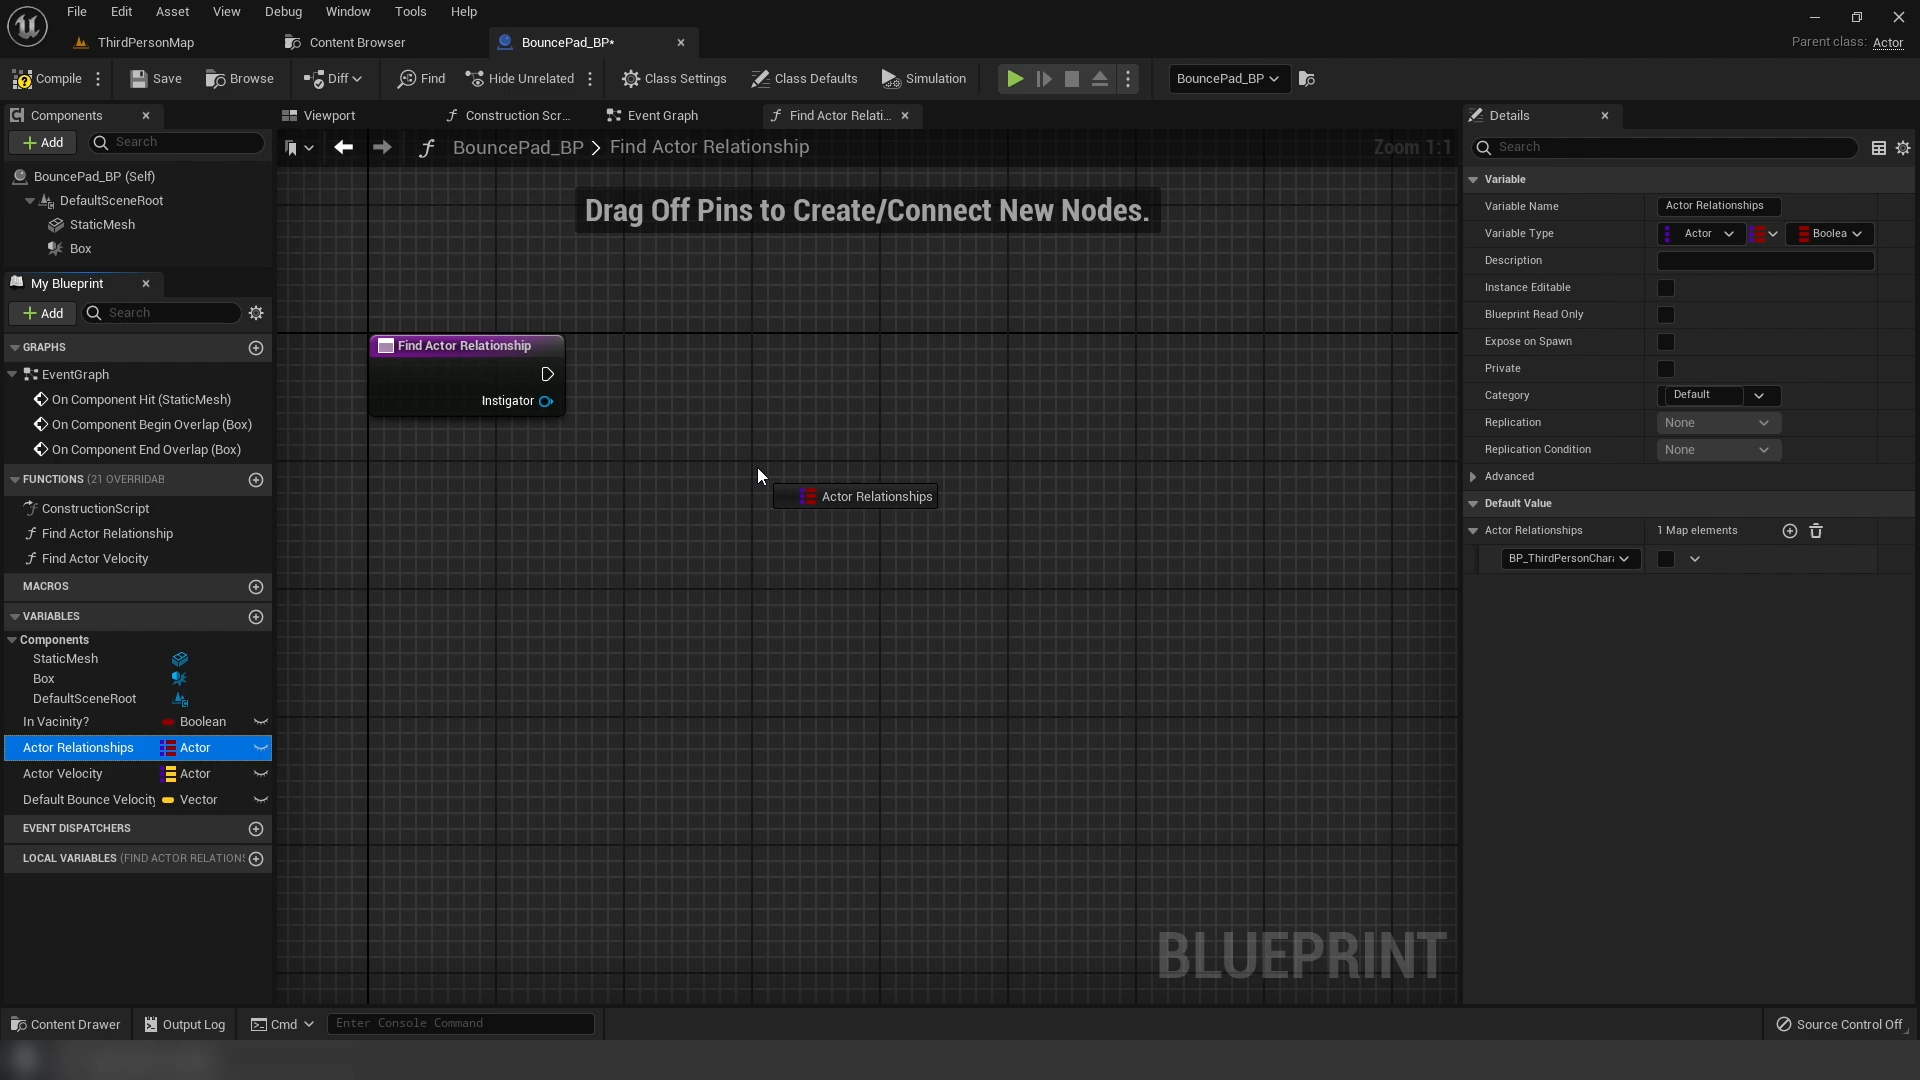 File Edit Asset View Debug Window Tools Help
ThirdPersonMap Content Browser BouncePad_BP*
Parent class: Actor
Compile Save Browse Diff Find Hide Unrelated Class Settings Class Defaults Simulation BouncePad_BP
Components
Add Search
BouncePad_BP (Self)
DefaultSceneRoot
StaticMesh
Box
My Blueprint
Add Search
GRAPHS
EventGraph
On Component Hit (StaticMesh)
On Component Begin Overlap (Box)
On Component End Overlap (Box)
FUNCTIONS (21 OVERRIDAB
ConstructionScript
Find Actor Relationship
Find Actor Velocity
MACROS
VARIABLES
Components
StaticMesh
Box
DefaultSceneRoot
In Vacinity? Boolean
Actor Relationships Actor
Actor Velocity Actor
Default Bounce Velocity Vector
EVENT DISPATCHERS
LOCAL VARIABLES (FIND ACTOR RELATIONS
Viewport Construction Scr... Event Graph Find Actor Relati...
BouncePad_BP > Find Actor Relationship
Zoom 1:1
Drag Off Pins to Create/Connect New Nodes.
Find Actor Relationship
Instigator
Actor Relationships
BLUEPRINT
Details
Search
Variable
Variable Name Actor Relationships
Variable Type Actor Boolea
Description
Instance Editable
Blueprint Read Only
Expose on Spawn
Private
Category Default
Replication None
Replication Condition None
Advanced
Default Value
Actor Relationships 1 Map elements
BP_ThirdPersonChar
Content Drawer Output Log Cmd Enter Console Command
Source Control Off